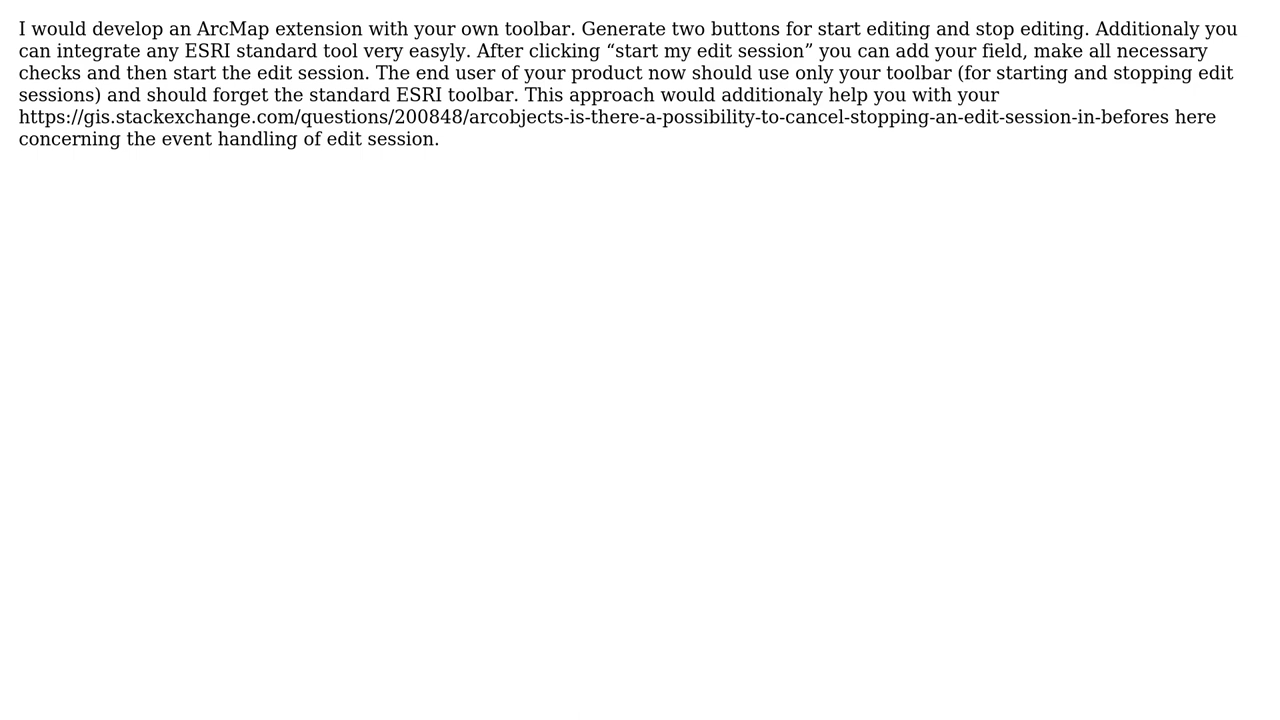 I would develop an ArcMap extension with your own toolbar. Generate two buttons for start editing and stop editing. Additionaly you
can integrate any ESRI standard tool very easyly. After clicking “start my edit session” you can add your field, make all necessary
checks and then start the edit session. The end user of your product now should use only your toolbar (for starting and stopping edit
sessions) and should forget the standard ESRI toolbar. This approach would additionaly help you with your
https://gis.stackexchange.com/questions/200848/arcobjects-is-there-a-possibility-to-cancel-stopping-an-edit-session-in-befores here
concerning the event handling of edit session.